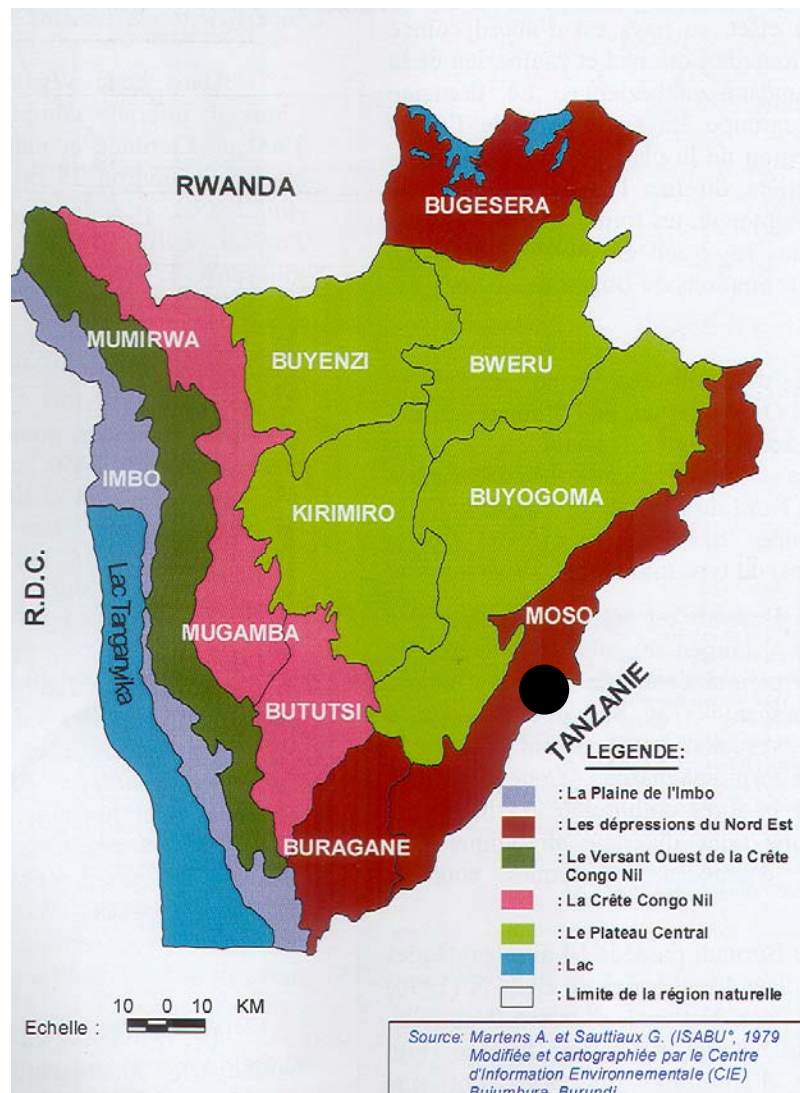 RWANDA
BUGESERA
MUMIRWA
BUYENZI
BWERU
IMBO
KIRIMIRO
BUYOGOMA
R.D.C.
Lac Tanganyika
MUGAMBA
MOSO
BUTUTSI
TANZANIE
BURAGANE
LEGENDE:
: La Plaine de l'Imbo
: Les dépressions du Nord Est
: Le Versant Ouest de la Crête
Congo Nil
: La Crête Congo Nil
: Le Plateau Central
: Lac
: Limite de la région naturelle
10 0 10 KM
Echelle :
Source: Martens A. et Sauttiaux G. (ISABU°, 1979
Modifiée et cartographiée par le Centre
d'Information Environnementale (CIE)
Bujumbura, Burundi